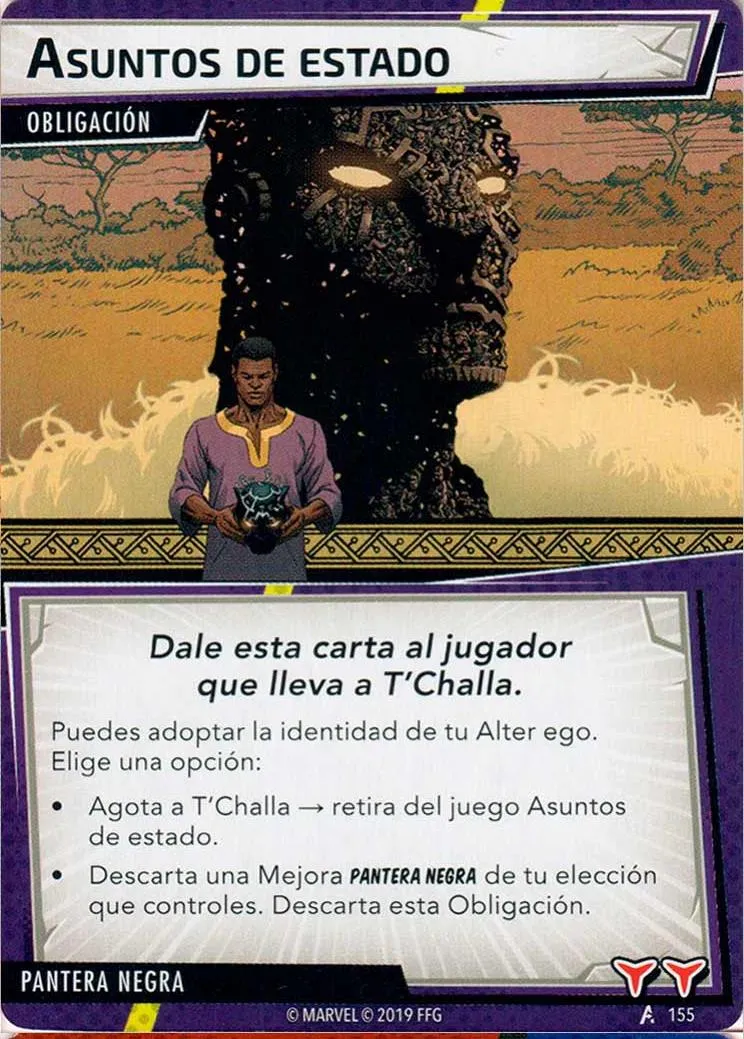 ASUNTOS DE ESTADO
OBLIGACIÓN
Dale esta carta al jugador
que lleva a T'Challa.
Puedes adoptar la identidad de tu Alter ego.
Elige una opción:
• Agota a T'Challa → retira del juego Asuntos
de estado.
• Descarta una Mejora PANTERA NEGRA de tu elección
que controles. Descarta esta Obligación.
PANTERA NEGRA
© MARVEL © 2019 FFG
155